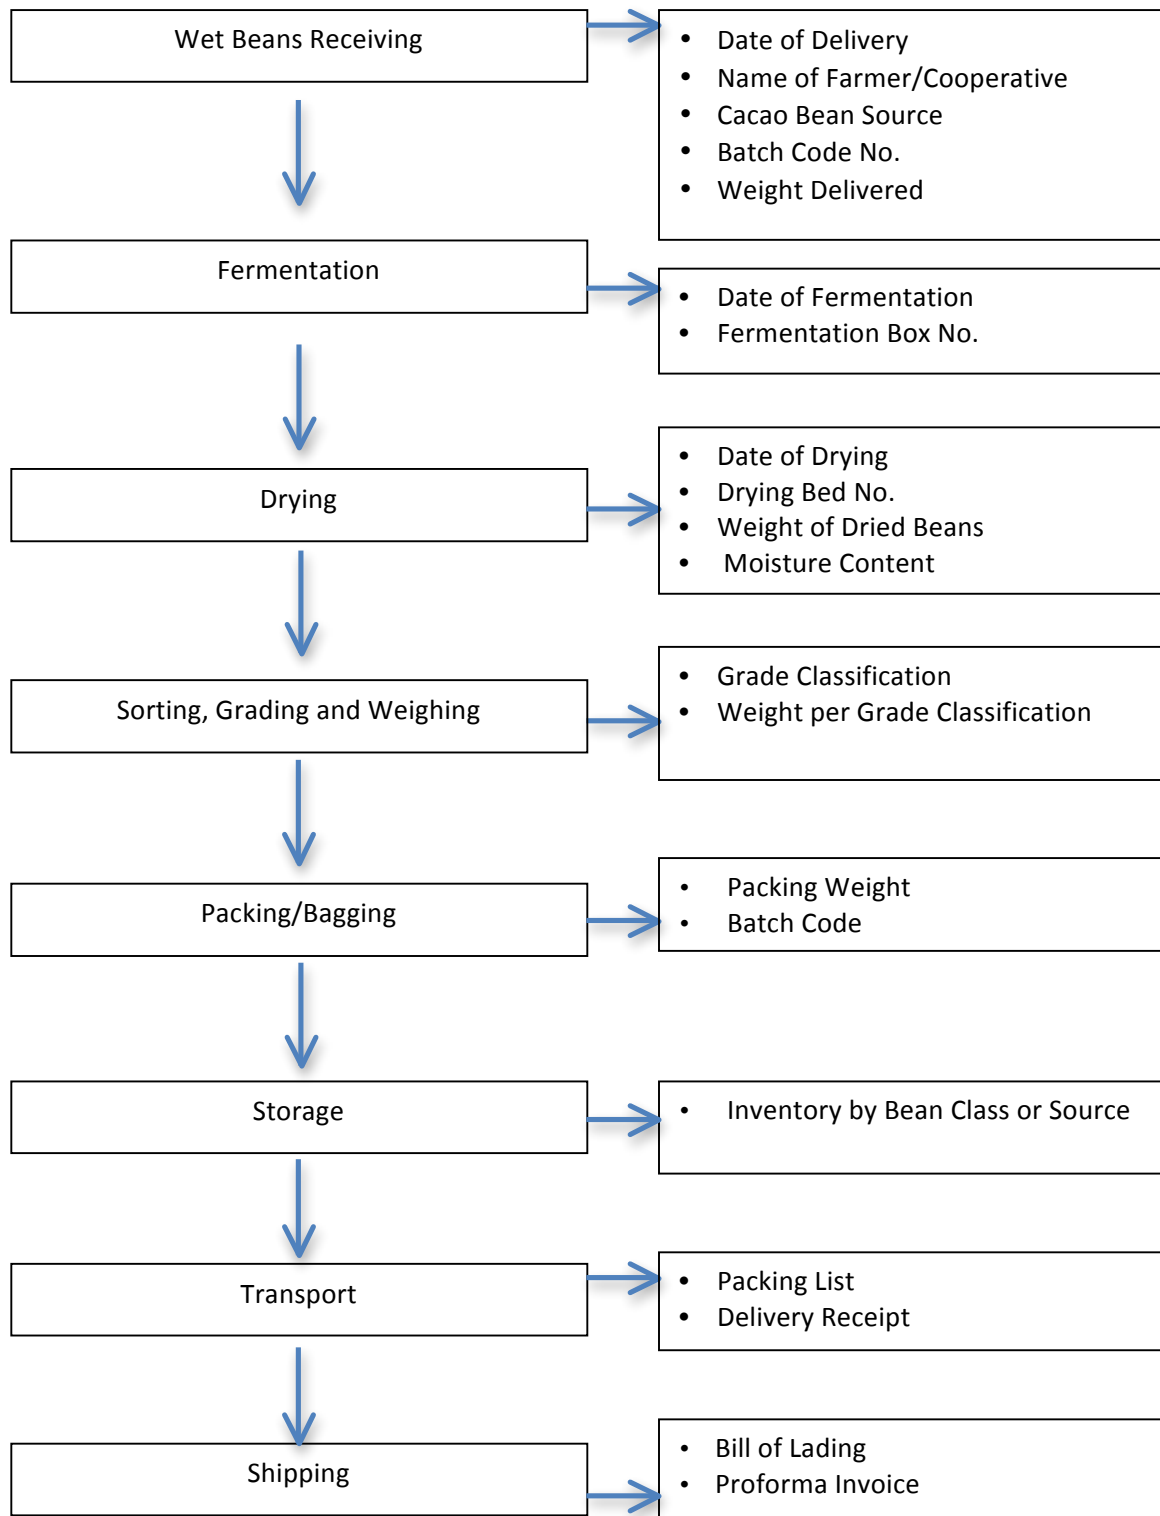 Wet Beans Receiving
• Date of Delivery
• Name of Farmer/Cooperative
• Cacao Bean Source
• Batch Code No.
• Weight Delivered
Fermentation
• Date of Fermentation
• Fermentation Box No.
Drying
• Date of Drying
• Drying Bed No.
• Weight of Dried Beans
• Moisture Content
Sorting, Grading and Weighing
• Grade Classification
• Weight per Grade Classification
Packing/Bagging
• Packing Weight
• Batch Code
Storage
• Inventory by Bean Class or Source
Transport
• Packing List
• Delivery Receipt
Shipping
• Bill of Lading
• Proforma Invoice